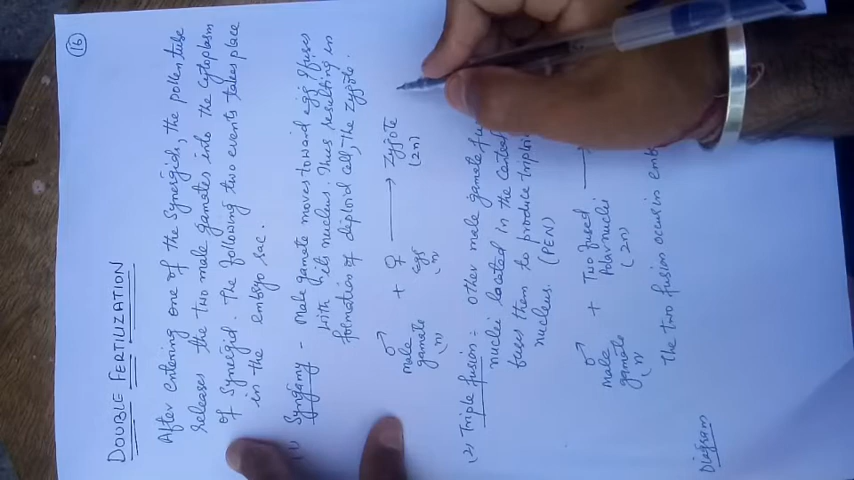 16
DOUBLE FERTILIZATION
After entering one of the Synergids, the pollen tube
releases the two male gametes into the cytoplasm
of Synergid. The following two events takes place
in the embryo sac.
(1) Syngamy - Male gamete moves toward egg & fuses
with its nucleus. Thus resulting in
formation of diploid cell, the zygote.
♂ + ♀ ⟶ Zygote
male gamete egg (2n)
(n (n
(2) Triple fusion = other male gamete fu
nuclei located in the central
fuses them to produce triploi
nucleus. (PEN)
♂ + Two fused ⟶
male gamete Polar nuclei
(n (2n)
The two fusion occus in emb
Diagram